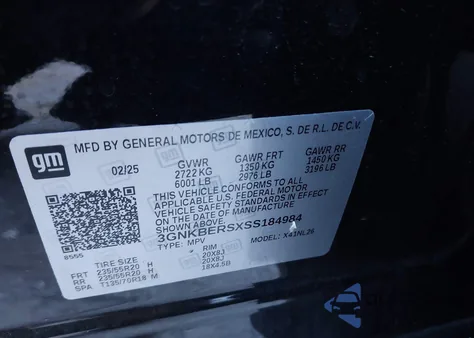 MFD BY GENERAL MOTORS DE MEXICO, S. DE R.L. DE C.V.
gm
02/25
GVWR GAWR FRT GAWR RR
2722 KG 1350 KG 1450 KG
6001 LB 2976 LB 3196 LB
THIS VEHICLE CONFORMS TO ALL
APPLICABLE U.S. FEDERAL MOTOR
VEHICLE SAFETY STANDARDS IN EFFECT
ON THE DATE OF MANUFACTURE
SHOWN ABOVE.
3GNKBERSXSS184984
TYPE: MPV MODEL: X41NL26
8555
TIRE SIZE RIM
FRT 235/55R20 H 20X8J
RR 235/55R20 H 20X8J
SPA T135/70R18 M 18X4.5B